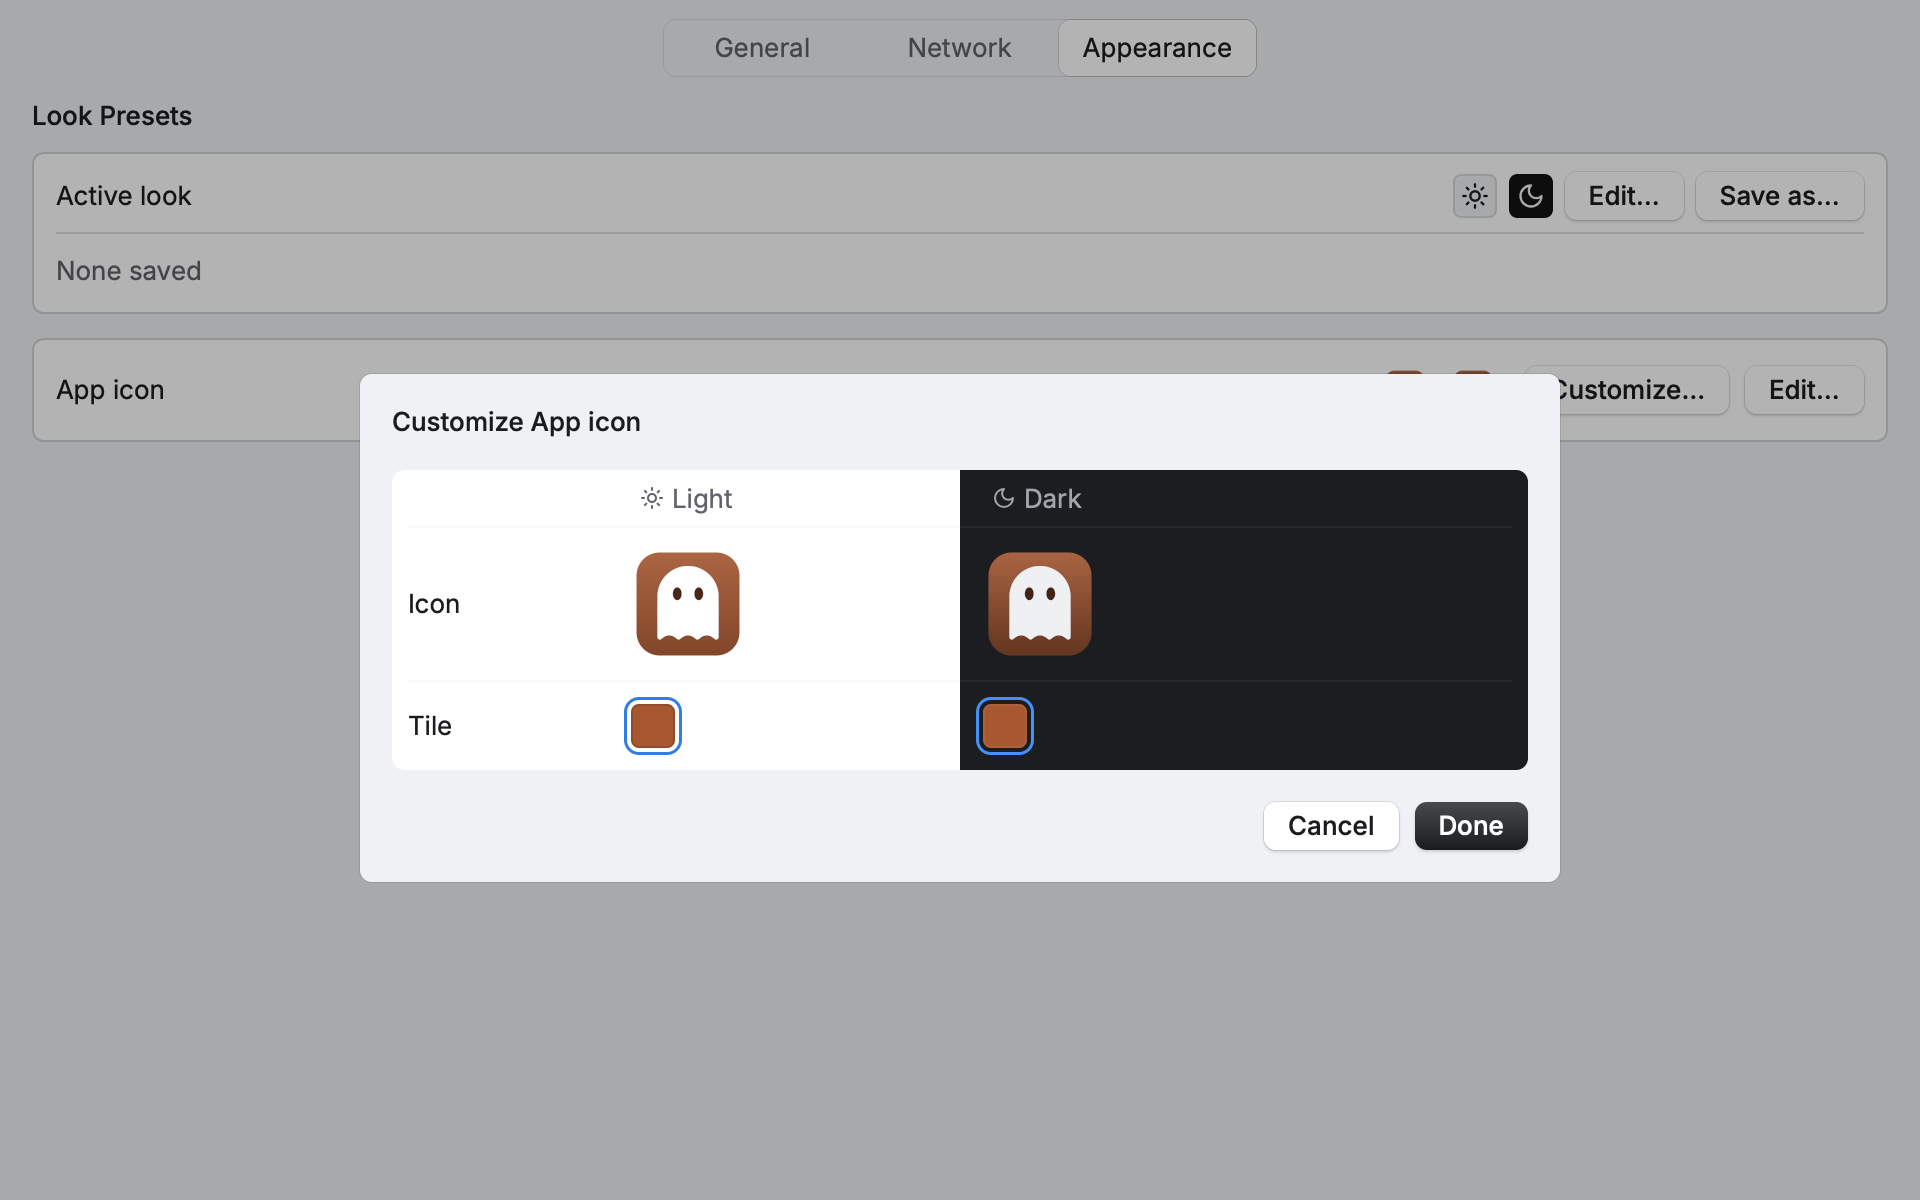 General
Network
Appearance
Look Presets
Active look
Edit...
Save as...
None saved
App icon
Customize...
Edit...
Customize App icon
Light
Dark
Icon
Tile
Cancel
Done